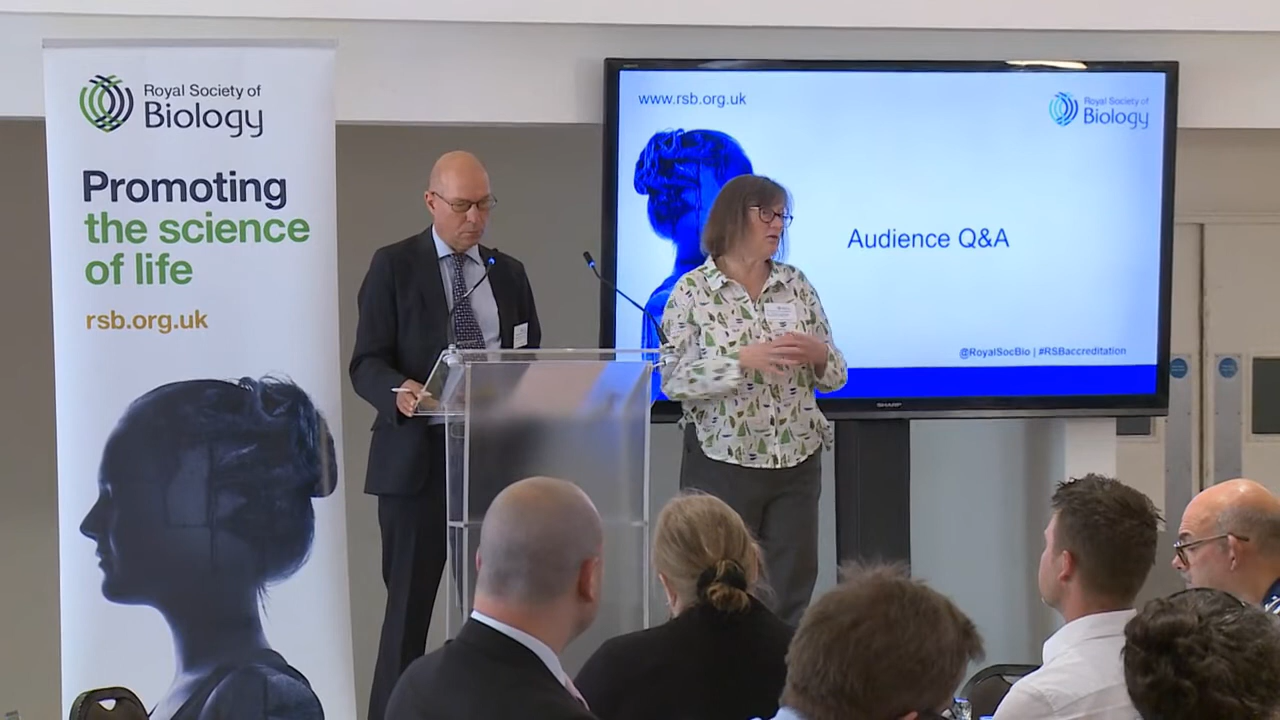 Royal Society of
Biology
Promoting
the science
of life
rsb.org.uk
www.rsb.org.uk
Royal Society of
Biology
Audience Q&A
@RoyalSocBio | #RSBaccreditation
SHARP